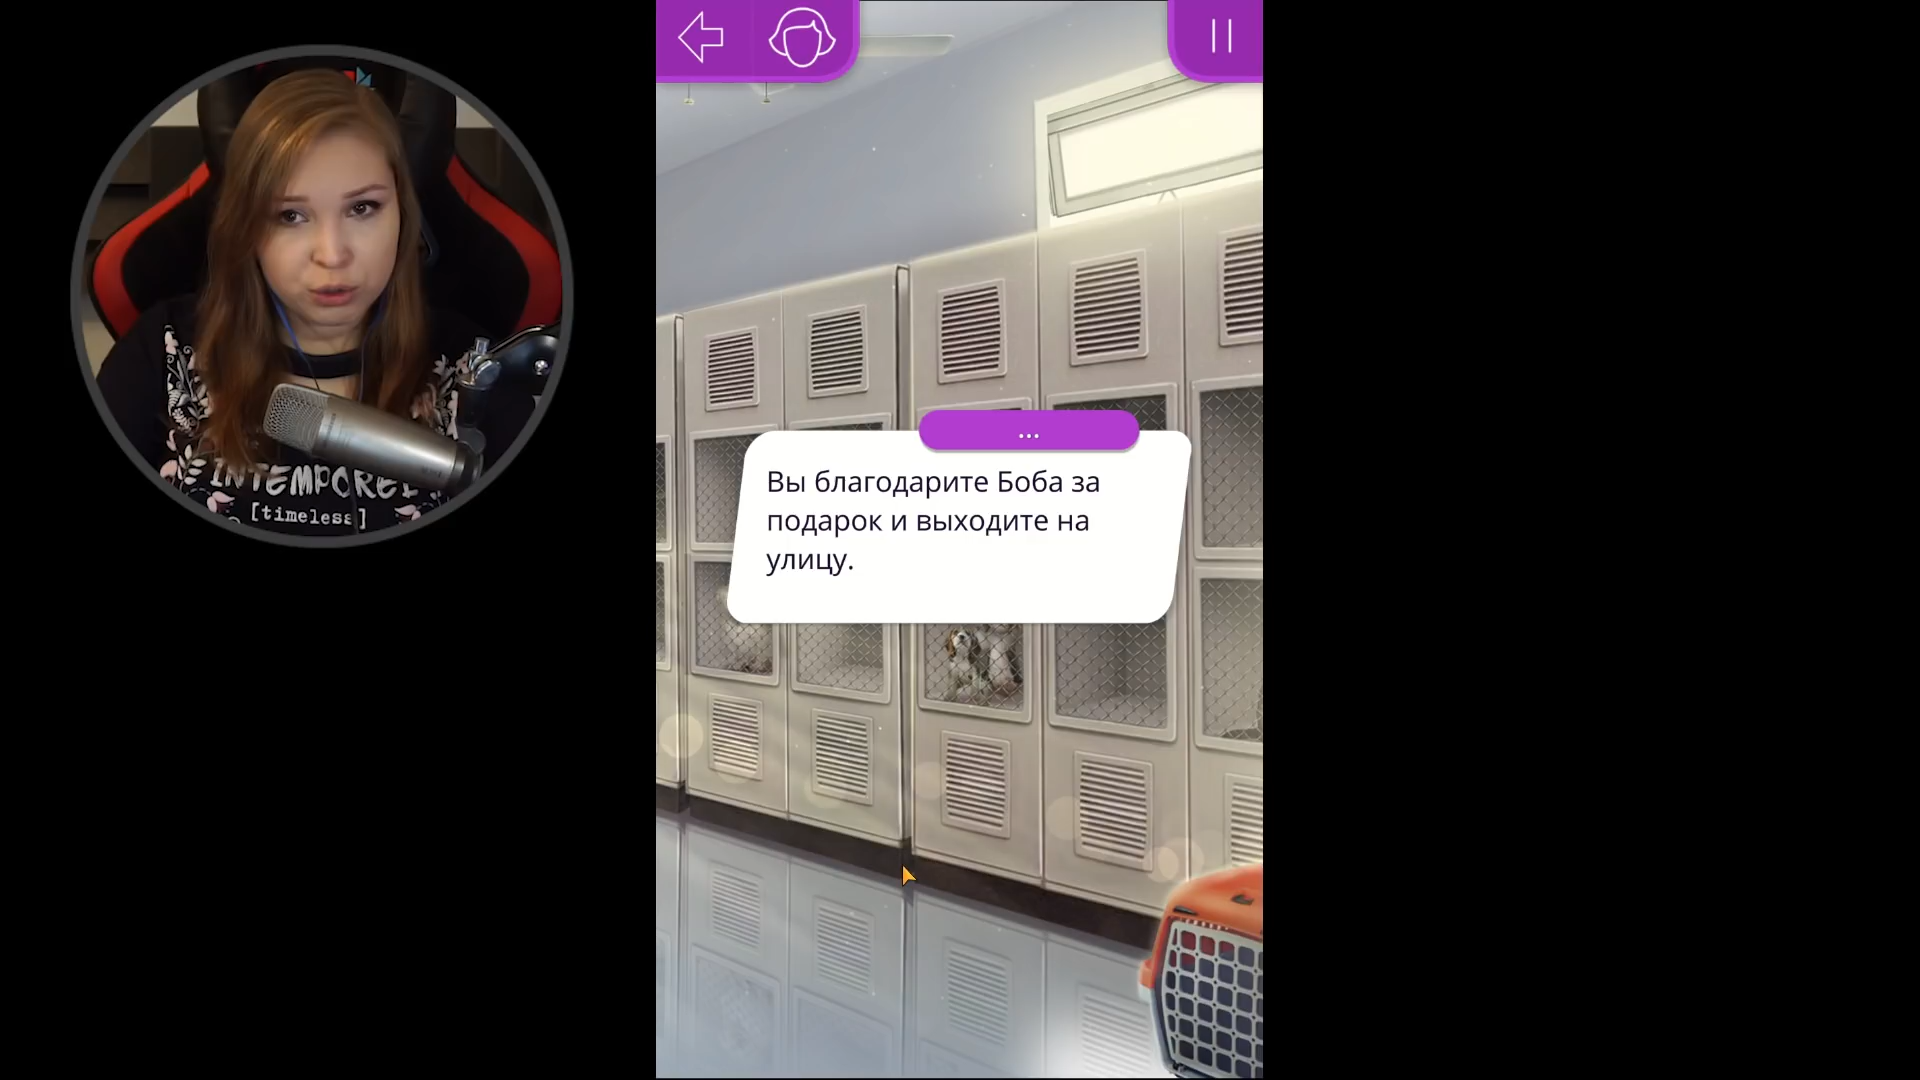 INTEMPOREL
[timeless]
...
Вы благодарите Боба за
подарок и выходите на
улицу.